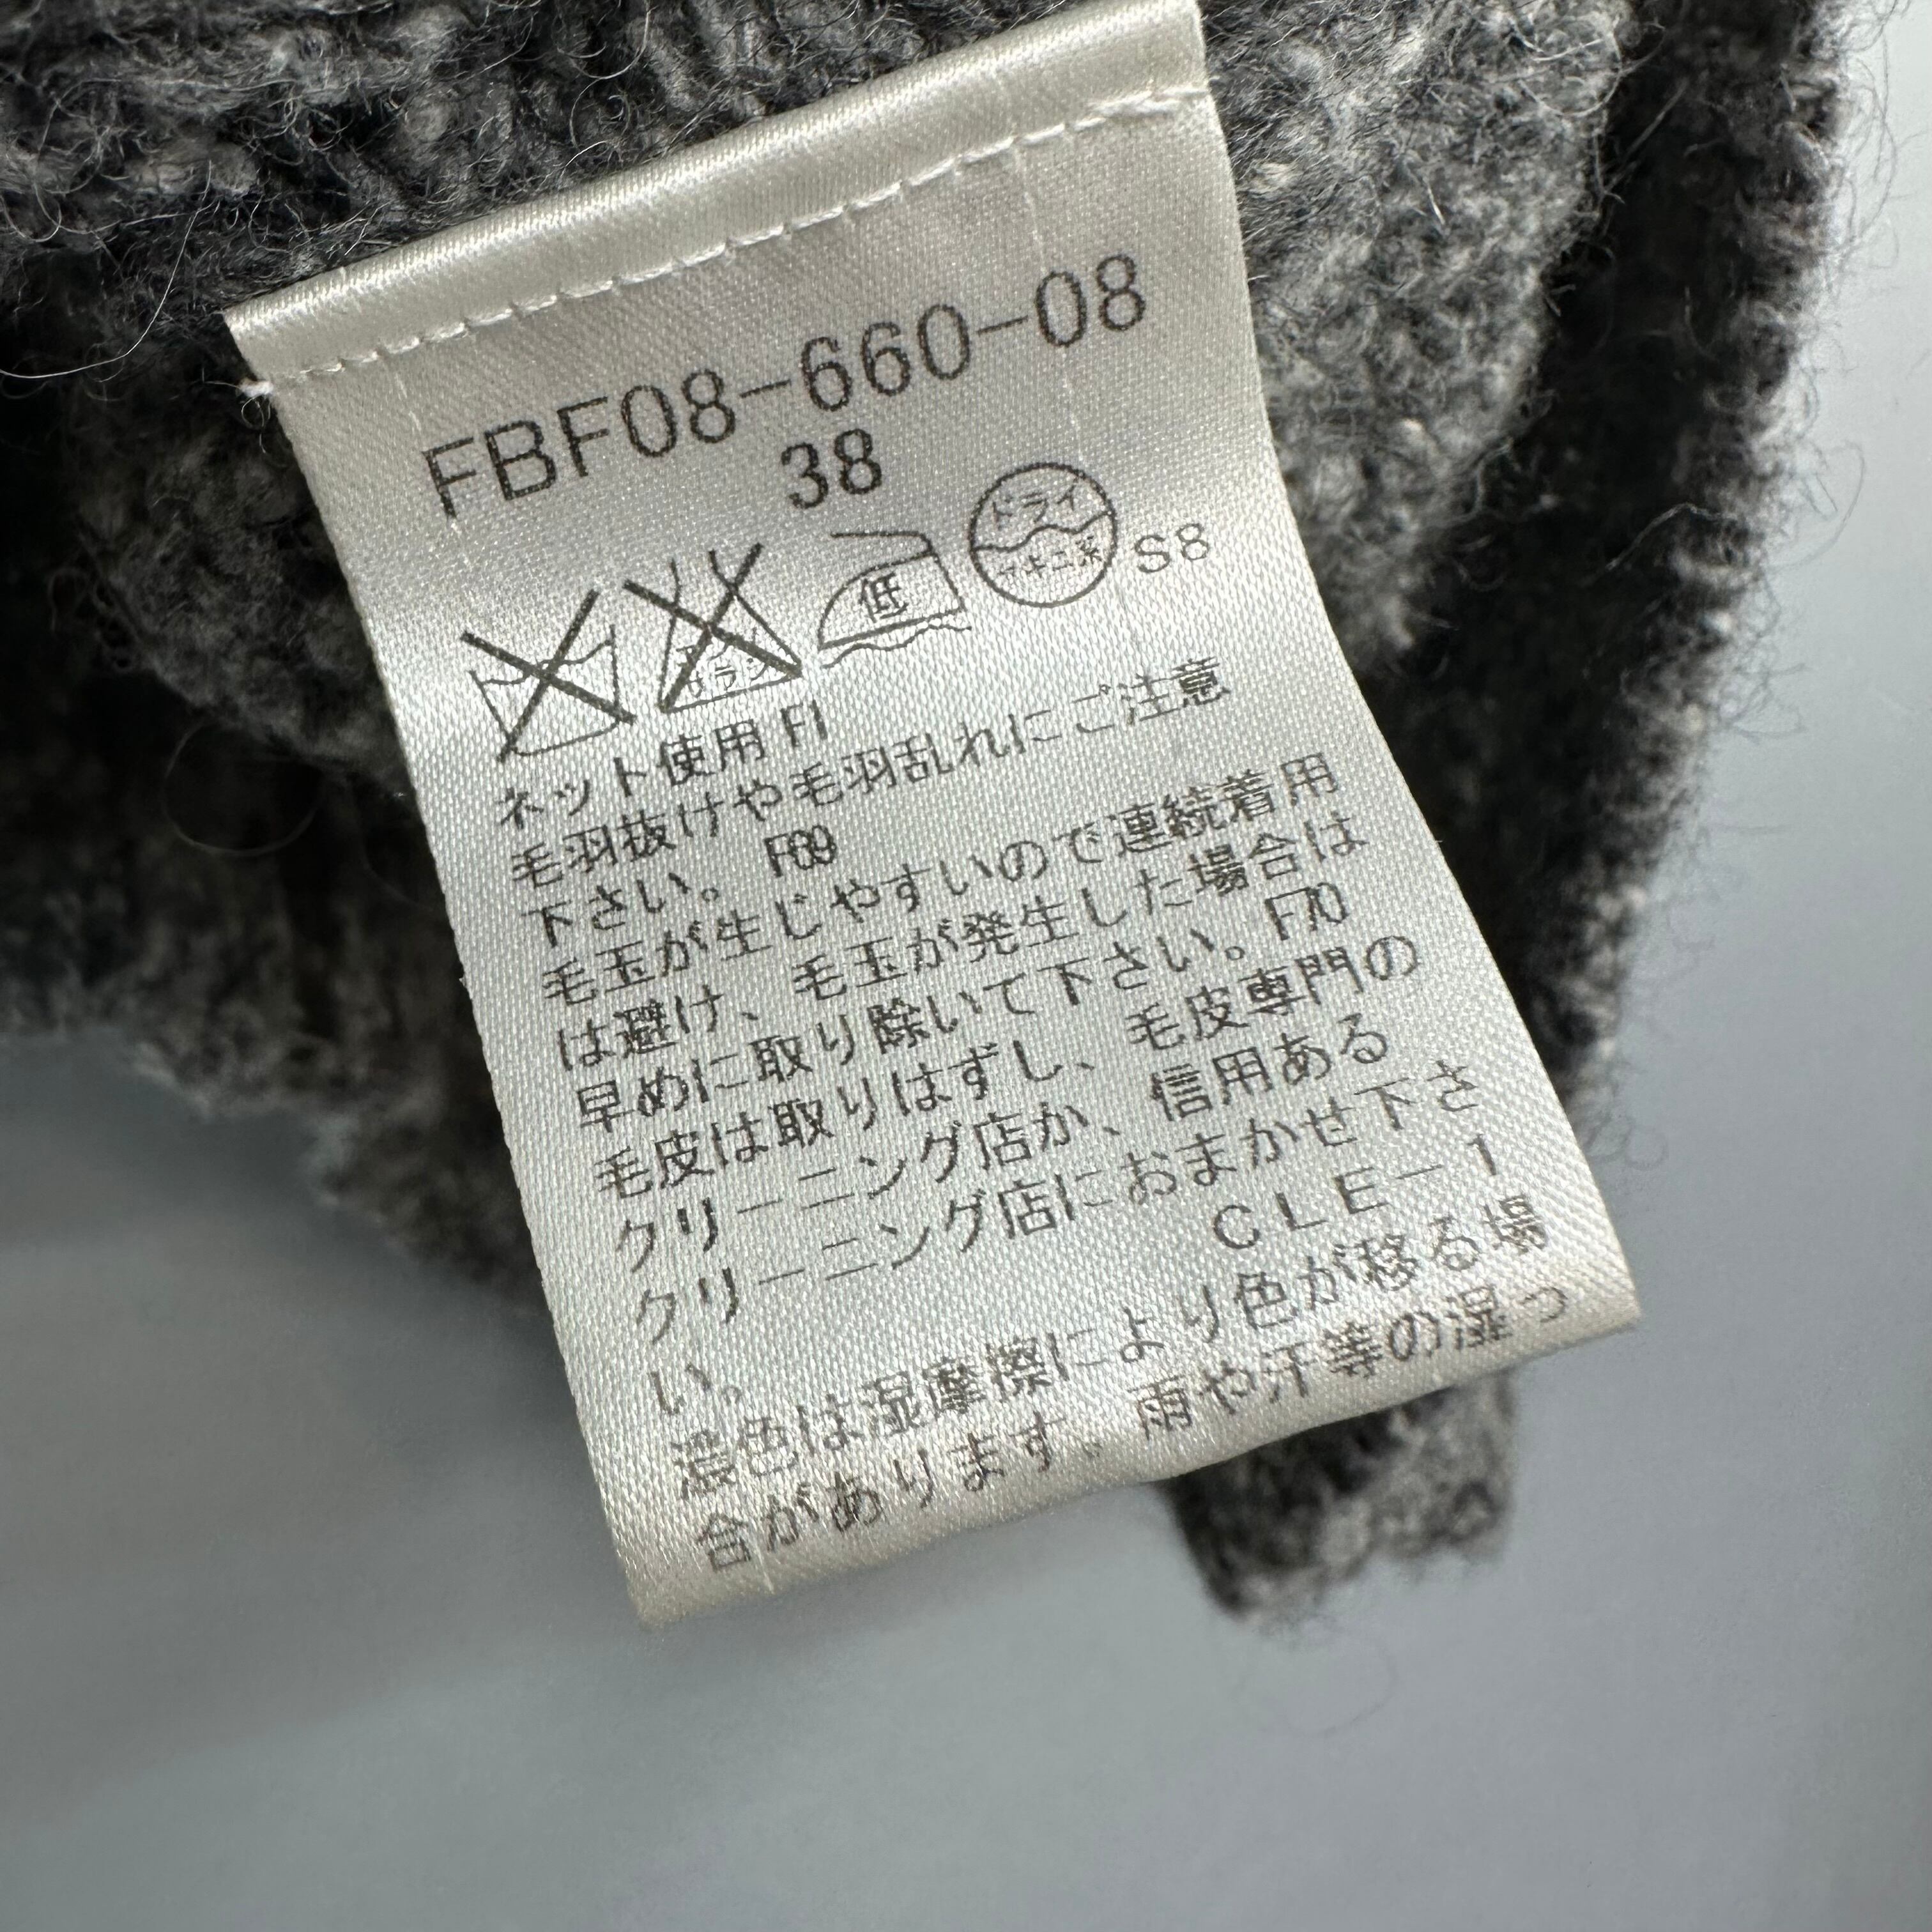 FBF08-660-08
38
低
ドライ
セキユ系
S8
ネット使用 F1
毛羽抜けや毛羽乱れにご注意
下さい。 F69
毛玉が生じやすいので連続着用
は避け、毛玉が発生した場合は
早めに取り除いて下さい。F70
毛皮は取りはずし、毛皮専門の
クリーニング店か、信用ある
クリーニング店におまかせ下さ
い。 CLE-1
濃色は湿摩擦により色が移る場
合があります。雨や汗等の湿っ